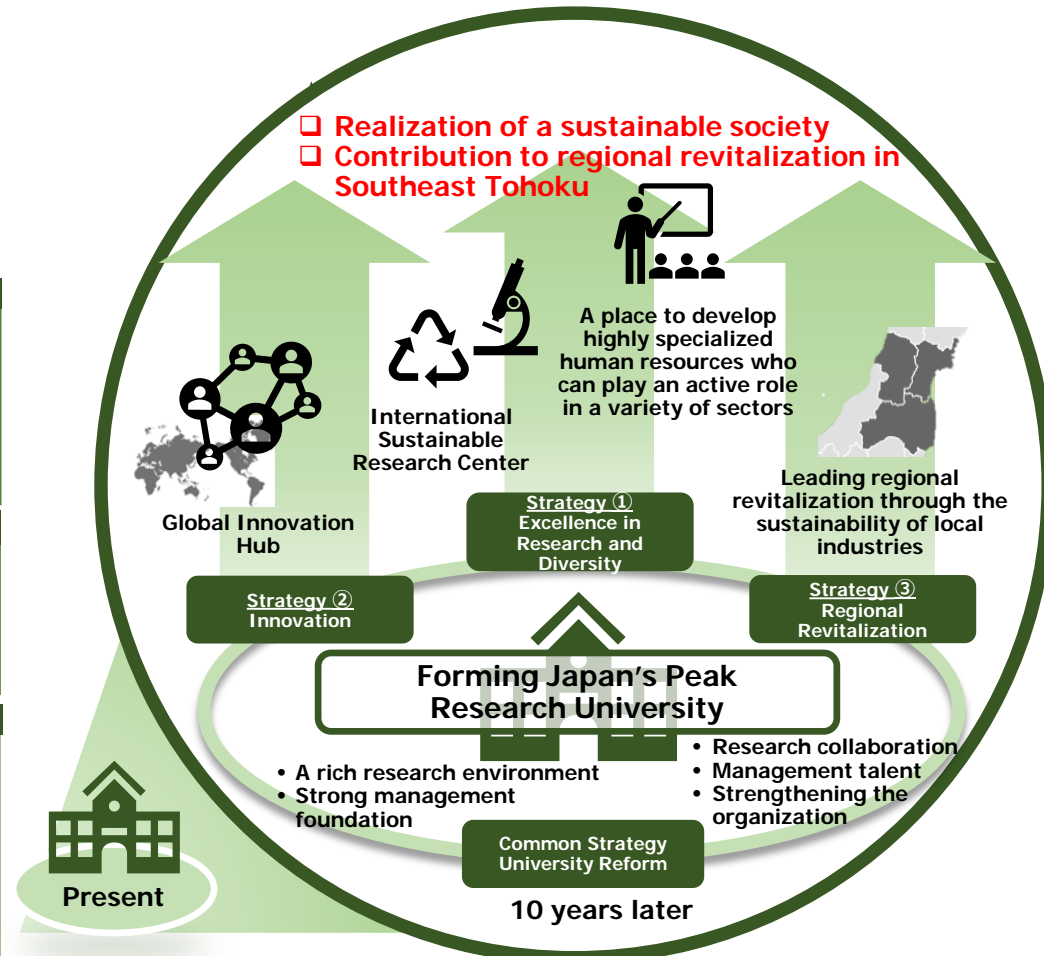 ❑ Realization of a sustainable society
❑ Contribution to regional revitalization in
Southeast Tohoku
A place to develop
highly specialized
human resources who
can play an active role
in a variety of sectors
International
Sustainable
Research Center
Global Innovation
Hub
Leading regional
revitalization through the
sustainability of local
industries
Strategy ①
Excellence in
Research and
Diversity
Strategy ②
Innovation
Strategy ③
Regional
Revitalization
Forming Japan's Peak
Research University
• A rich research environment
• Strong management
foundation
• Research collaboration
• Management talent
• Strengthening the
organization
Common Strategy
University Reform
Present
10 years later